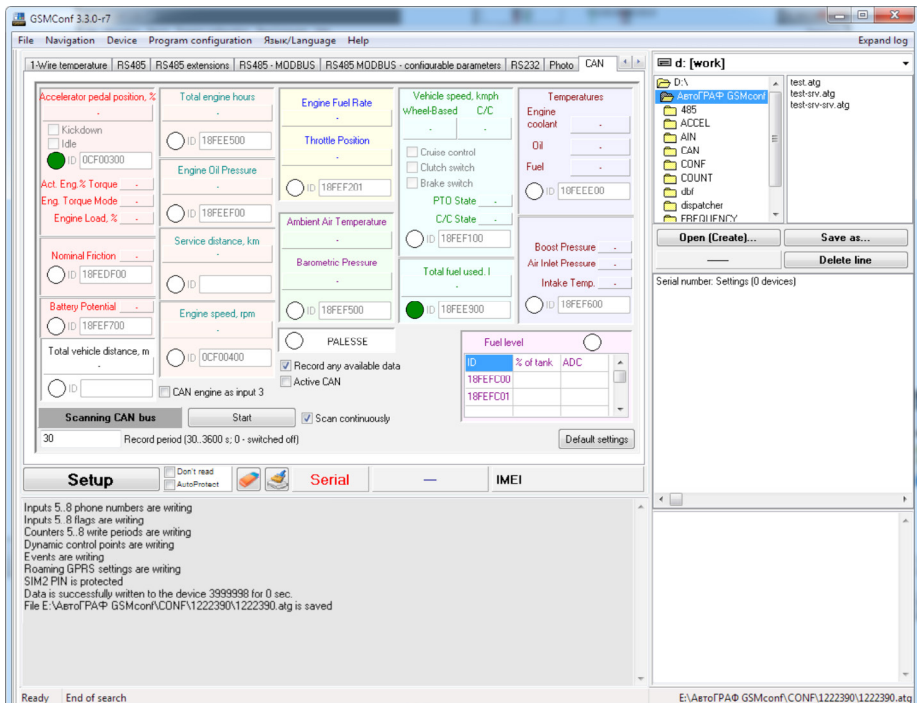 GSMConf 3.3.0-r7
File Navigation Device Program configuration Язык/Language Help Expand log
1-Wire temperature RS485 RS485 extensions RS485 - MODBUS RS485 MODBUS - configurable parameters RS232 Photo CAN
Accelerator pedal position, %
-
Kickdown
Idle
ID 0CF00300
Act. Eng.% Torque -
Eng. Torque Mode -
Engine Load, % -
Nominal Friction -
ID 18FEDF00
Battery Potential -
ID 18FEF700
Total vehicle distance, m
-
ID
Total engine hours
-
ID 18FEE500
Engine Oil Pressure
-
ID 18FEEF00
Service distance, km
-
ID
Engine speed, rpm
-
ID 0CF00400
CAN engine as input 3
Engine Fuel Rate
-
Throttle Position
-
ID 18FEF201
Ambient Air Temperature
-
Barometric Pressure
-
ID 18FEF500
PALESSE
Record any available data
Active CAN
Vehicle speed, kmph
Wheel-Based C/C
- -
Cruise control
Clutch switch
Brake switch
PTO State -
C/C State -
ID 18FEF100
Total fuel used. l
-
ID 18FEE900
Temperatures
Engine
coolant -
Oil -
Fuel -
ID 18FEEE00
Boost Pressure -
Air Inlet Pressure -
Intake Temp. -
ID 18FEF600
Fuel level
ID % of tank ADC
18FEFC00
18FEFC01
Scanning CAN bus Start Scan continuously
30 Record period (30..3600 s; 0 - switched off) Default settings
Setup
Don't read
AutoProtect
Serial — IMEI
Inputs 5..8 phone numbers are writing
Inputs 5..8 flags are writing
Counters 5..8 write periods are writing
Dynamic control points are writing
Events are writing
Roaming GPRS settings are writing
SIM2 PIN is protected
Data is successfully written to the device 3999998 for 0 sec.
File E:\АвтоГРАФ GSMconf\CONF\1222390\1222390.atg is saved
d: [work]
D:\
АвтоГРАФ GSMconf
485
ACCEL
AIN
CAN
CONF
COUNT
dbf
dispatcher
FREQUENCY
test.atg
test-srv.atg
test-srv-srv.atg
Open (Create)... Save as...
— Delete line
Serial number: Settings (0 devices)
Ready End of search E:\АвтоГРАФ GSMconf\CONF\1222390\1222390.atg